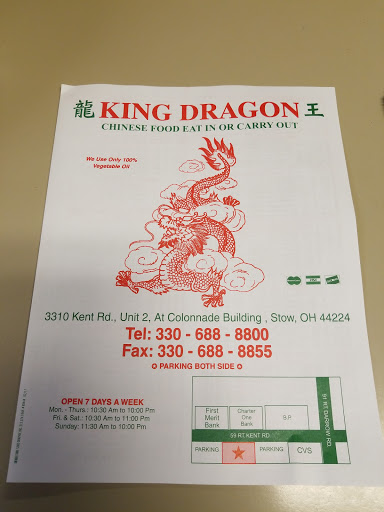 龍 KING DRAGON 王
CHINESE FOOD EAT IN OR CARRY OUT
We Use Only 100%
Vegetable Oil
VISA
3310 Kent Rd., Unit 2, At Colonnade Building , Stow, OH 44224
Tel: 330 - 688 - 8800
Fax: 330 - 688 - 8855
✪ PARKING BOTH SIDE ✪
OPEN 7 DAYS A WEEK
Mon. - Thurs.: 10:30 Am to 10:00 Pm
Fri. & Sat.: 10:30 Am to 11:00 Pm
Sunday: 11:30 Am to 10:00 Pm
First
Merit
Bank
Charter
One
Bank
S.P.
59 RT. KENT RD.
PARKING
PARKING
CVS
91 RT. DARROW RD